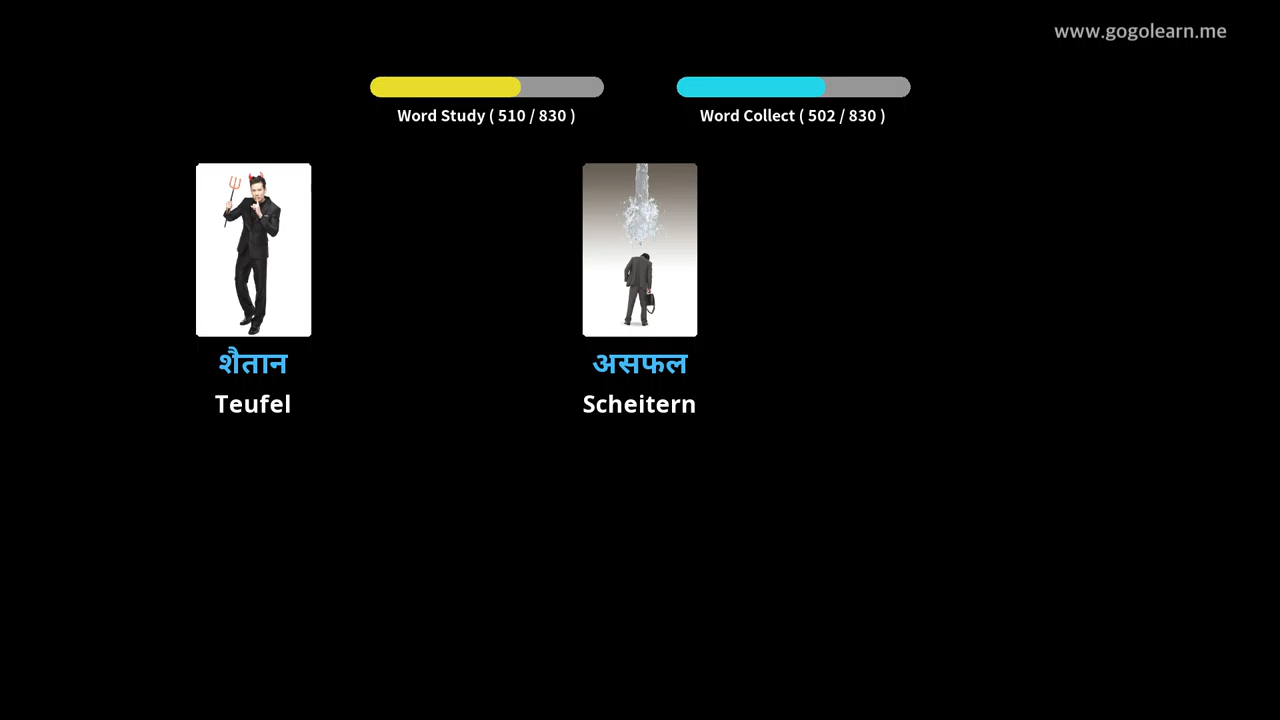 www.gogolearn.me
Word Study ( 510 / 830 )
Word Collect ( 502 / 830 )
शैतान
Teufel
असफल
Scheitern